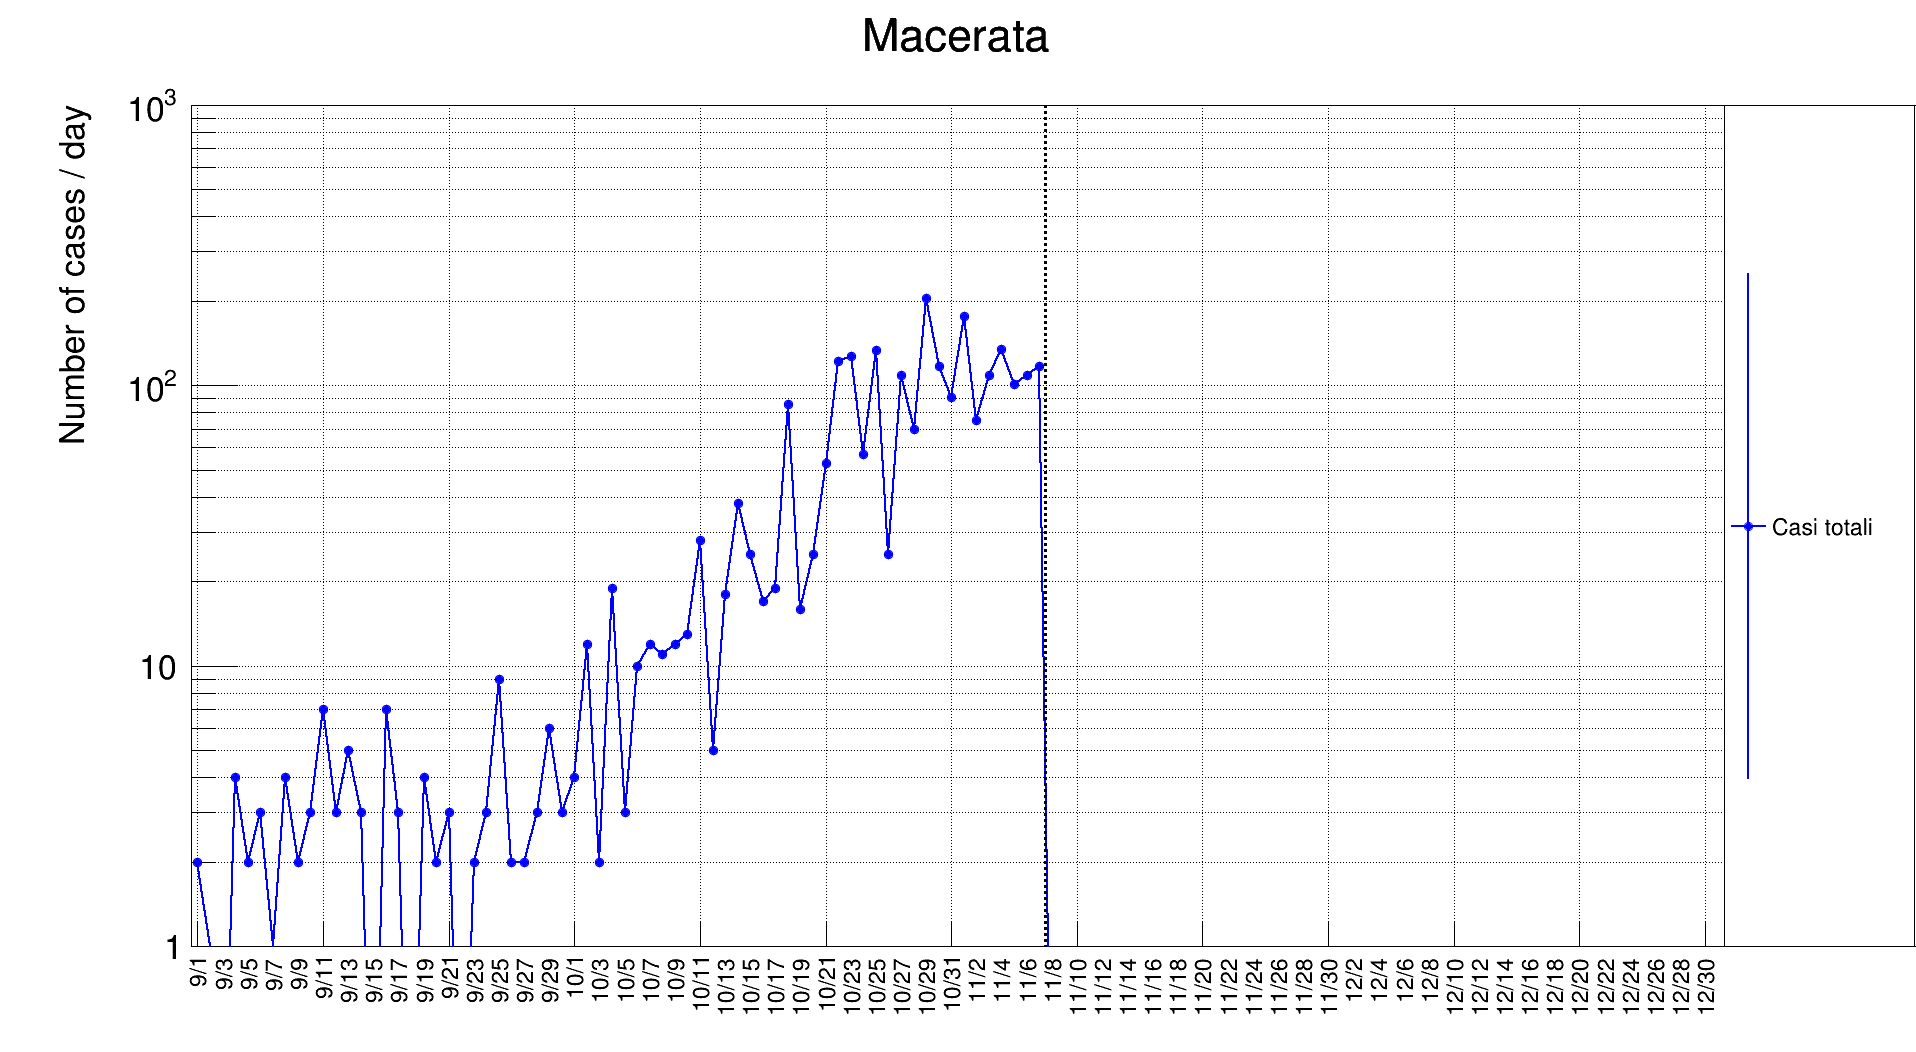 Macerata
Number of cases / day
10³
10²
10
1
9/1 9/3 9/5 9/7 9/9 9/11 9/13 9/15 9/17 9/19 9/21 9/23 9/25 9/27 9/29 10/1 10/3 10/5 10/7 10/9 10/11 10/13 10/15 10/17 10/19 10/21 10/23 10/25 10/27 10/29 10/31 11/2 11/4 11/6 11/8 11/10 11/12 11/14 11/16 11/18 11/20 11/22 11/24 11/26 11/28 11/30 12/2 12/4 12/6 12/8 12/10 12/12 12/14 12/16 12/18 12/20 12/22 12/24 12/26 12/28 12/30
Casi totali